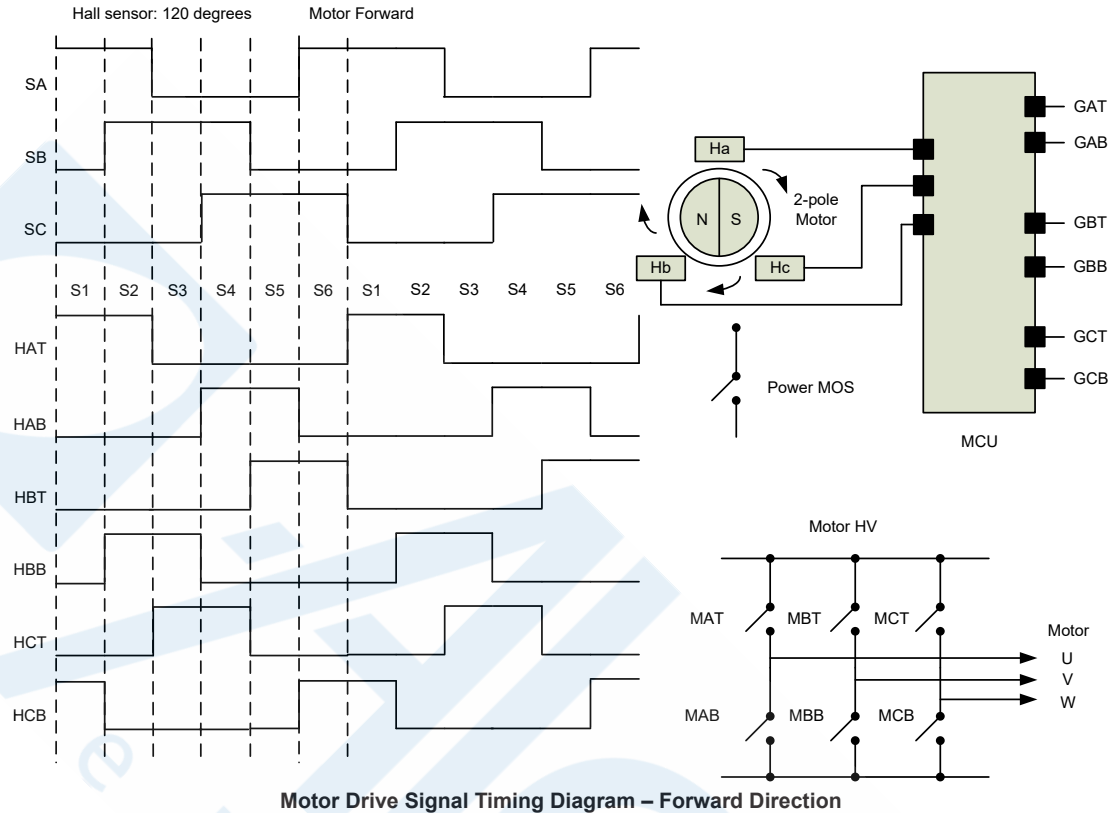 Hall sensor: 120 degrees
Motor Forward
SA
SB
SC
S1 S2 S3 S4 S5 S6 S1 S2 S3 S4 S5 S6
HAT
HAB
HBT
HBB
HCT
HCB
Ha
N S
Hb
Hc
2-pole
Motor
GAT
GAB
GBT
GBB
GCT
GCB
MCU
Power MOS
Motor HV
MAT MBT MCT
Motor
U
V
W
MAB MBB MCB
Motor Drive Signal Timing Diagram – Forward Direction